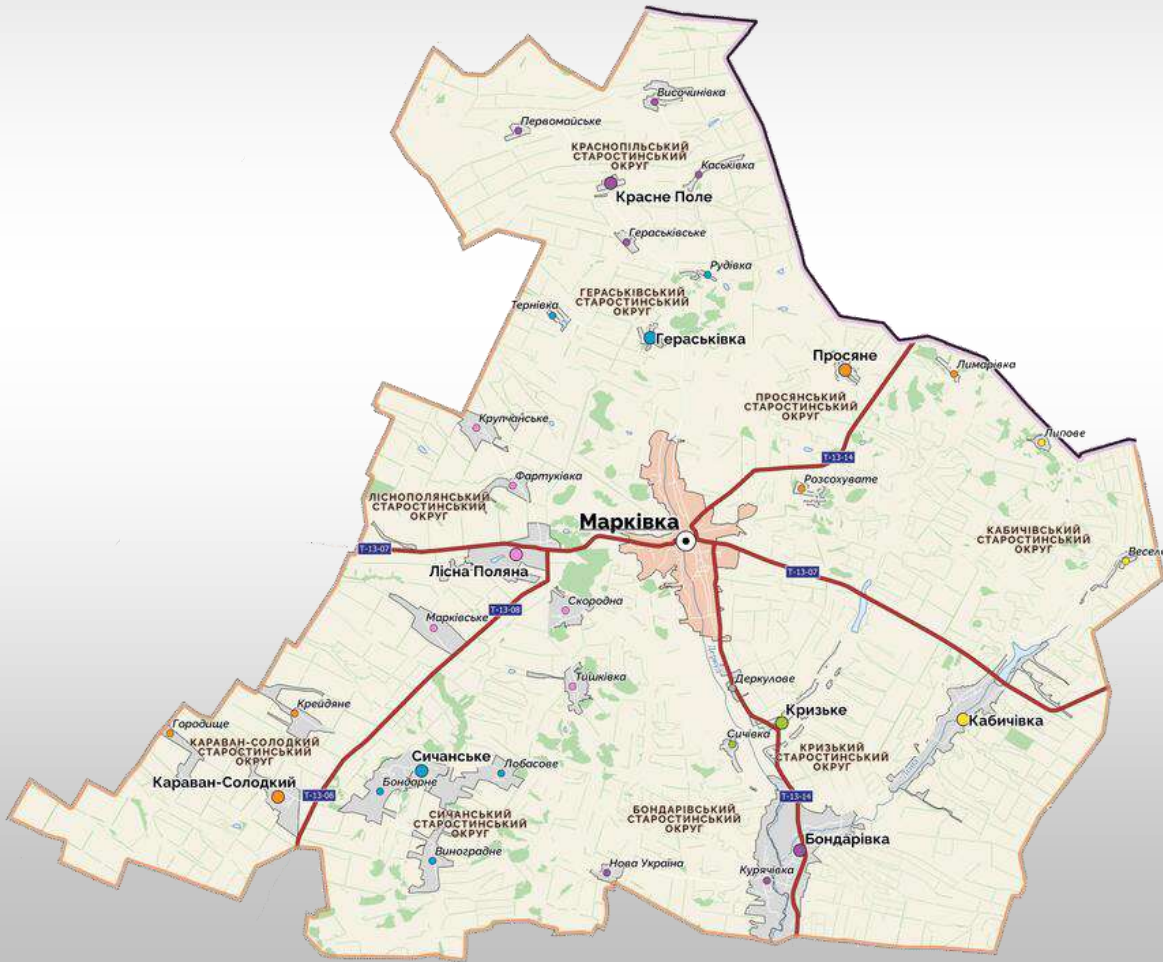 Височинівка
Первомайське
КРАСНОПІЛЬСЬКИЙ
СТАРОСТИНСЬКИЙ
ОКРУГ
Каськівка
Красне Поле
Гераськівське
Рудівка
ГЕРАСЬКІВСЬКИЙ
СТАРОСТИНСЬКИЙ
ОКРУГ
Тернівка
Гераськівка
Просяне
Лимарівка
ПРОСЯНСЬКИЙ
СТАРОСТИНСЬКИЙ
ОКРУГ
Крупчанське
Липове
Т-13-14
Фартуківка
Розсохувате
ЛІСНОПОЛЯНСЬКИЙ
СТАРОСТИНСЬКИЙ
ОКРУГ
Марківка
КАБИЧІВСЬКИЙ
СТАРОСТИНСЬКИЙ
ОКРУГ
Т-13-07
Веселе
Лісна Поляна
Т-13-07
Т-13-08
Скородна
Марківське
Деркул
Тишківка
Деркулове
Крейдяне
Кризьке
Городище
Кабичівка
КАРАВАН-СОЛОДКИЙ
СТАРОСТИНСЬКИЙ
ОКРУГ
Сичівка
КРИЗЬКИЙ
СТАРОСТИНСЬКИЙ
ОКРУГ
Сичанське
Лобасове
Караван-Солодкий
Бондарне
Т-13-08
Т-13-14
СИЧАНСЬКИЙ
СТАРОСТИНСЬКИЙ
ОКРУГ
БОНДАРІВСЬКИЙ
СТАРОСТИНСЬКИЙ
ОКРУГ
Бондарівка
Виноградне
Нова Україна
Курячівка